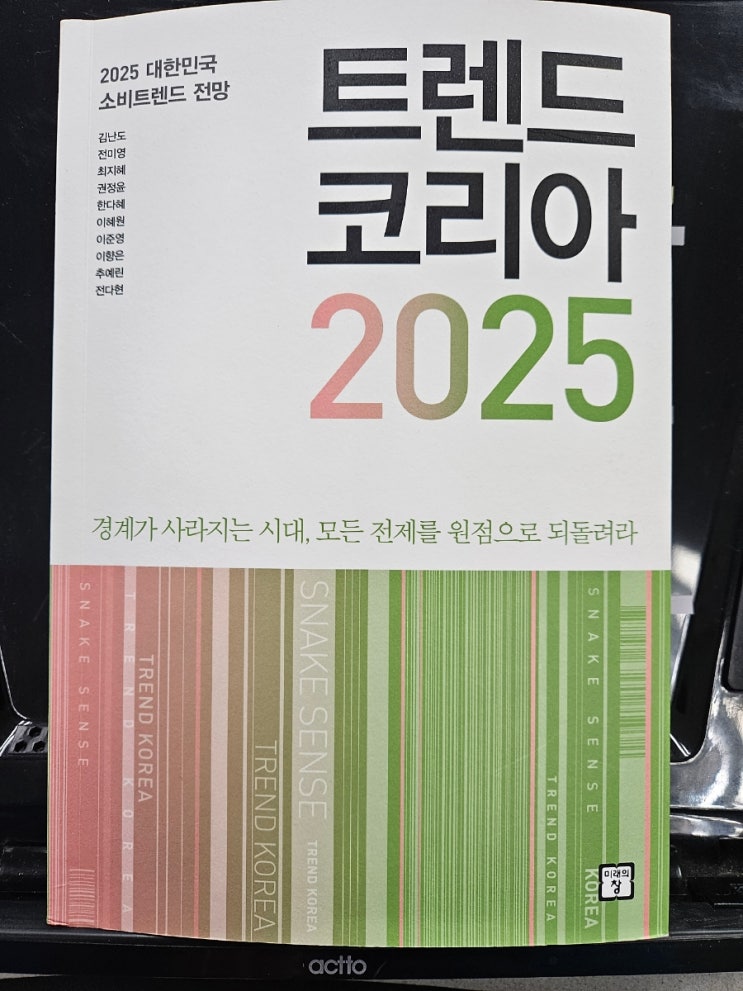 2025 대한민국
소비트렌드 전망
김난도
전미영
최지혜
권정윤
한다혜
이혜원
이준영
이향은
추예린
전다현
트렌드
코리아
2025
경계가 사라지는 시대, 모든 전제를 원점으로 되돌려라
SNAKE SENSE
TREND KOREA
TREND KOREA
TREND KOREA
SNAKE SENSE
TREND KOREA
TREND KOREA
SNAKE SENSE
KOREA
미래의
창
actto